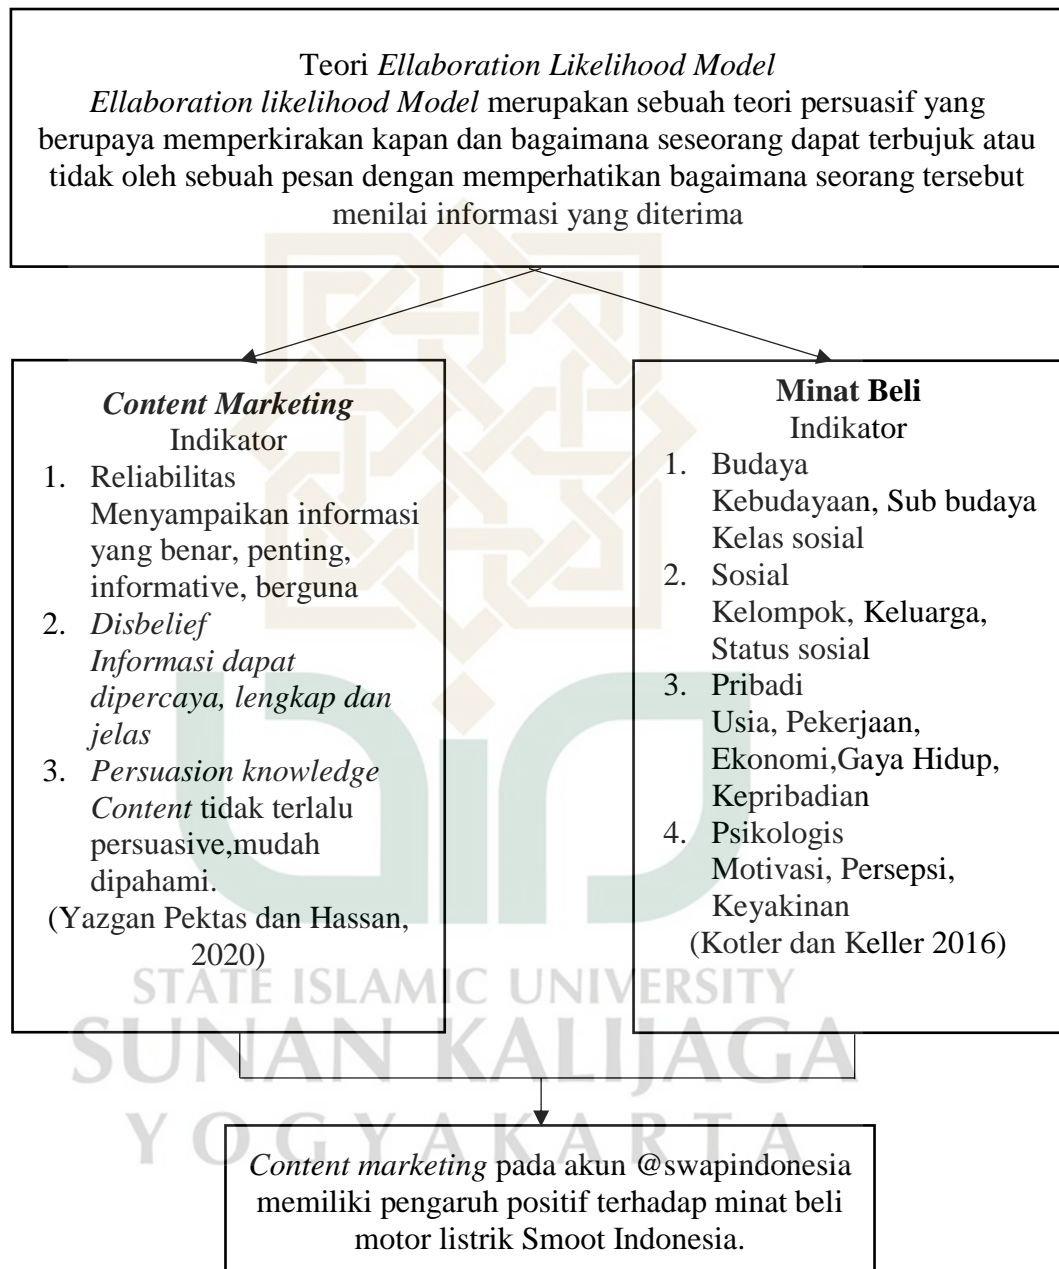 Teori Ellaboration Likelihood Model
Ellaboration likelihood Model merupakan sebuah teori persuasif yang
berupaya memperkirakan kapan dan bagaimana seseorang dapat terbujuk atau
tidak oleh sebuah pesan dengan memperhatikan bagaimana seorang tersebut
menilai informasi yang diterima
Content Marketing
Indikator
1. Reliabilitas
Menyampaikan informasi
yang benar, penting,
informative, berguna
2. Disbelief
Informasi dapat
dipercaya, lengkap dan
jelas
3. Persuasion knowledge
Content tidak terlalu
persuasive,mudah
dipahami.
(Yazgan Pektas dan Hassan,
2020)
Minat Beli
Indikator
1. Budaya
Kebudayaan, Sub budaya
Kelas sosial
2. Sosial
Kelompok, Keluarga,
Status sosial
3. Pribadi
Usia, Pekerjaan,
Ekonomi,Gaya Hidup,
Kepribadian
4. Psikologis
Motivasi, Persepsi,
Keyakinan
(Kotler dan Keller 2016)
STATE ISLAMIC UNIVERSITY
SUNAN KALIJAGA
YOGYAKARTA
Content marketing pada akun @swapindonesia
memiliki pengaruh positif terhadap minat beli
motor listrik Smoot Indonesia.